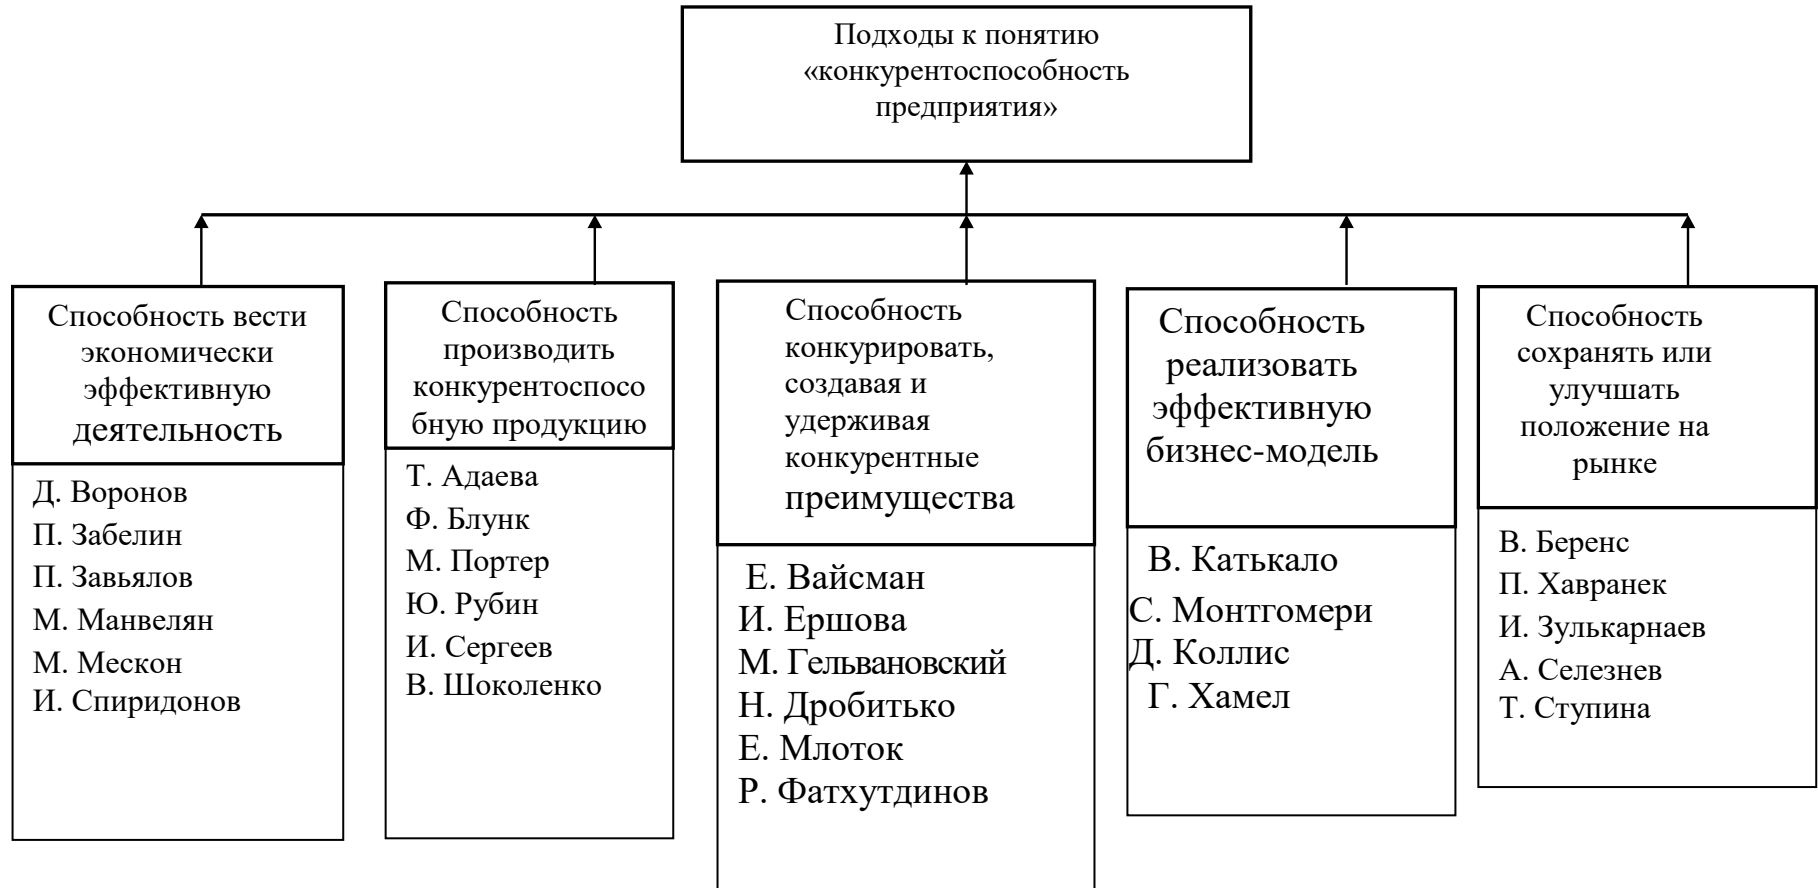 Подходы к понятию
«конкурентоспособность
предприятия»
Способность вести
экономически
эффективную
деятельность
Д. Воронов
П. Забелин
П. Завьялов
М. Манвелян
М. Мескон
И. Спиридонов
Способность
производить
конкурентоспосо
бную продукцию
Т. Адаева
Ф. Блунк
М. Портер
Ю. Рубин
И. Сергеев
В. Шоколенко
Способность
конкурировать,
создавая и
удерживая
конкурентные
преимущества
Е. Вайсман
И. Ершова
М. Гельвановский
Н. Дробитько
Е. Млоток
Р. Фатхутдинов
Способность
реализовать
эффективную
бизнес-модель
В. Катькало
С. Монтгомери
Д. Коллис
Г. Хамел
Способность
сохранять или
улучшать
положение на
рынке
В. Беренс
П. Хавранек
И. Зулькарнаев
А. Селезнев
Т. Ступина